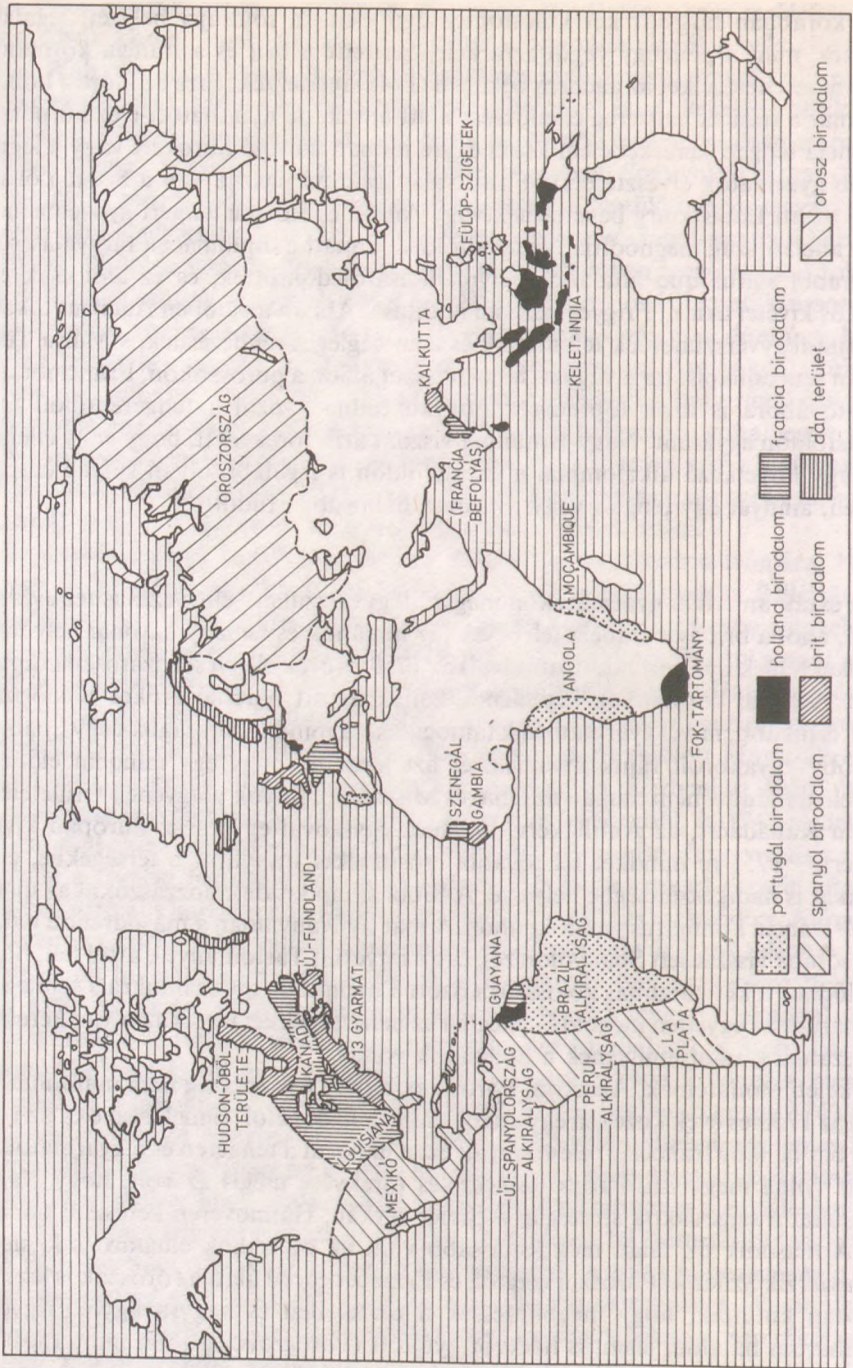 OROSZORSZÁG
HUDSON-ÖBÖL
TERÜLETE
KANADA
ÚJ-FUNDLAND
13 GYARMAT
LOUISIANA
MEXIKÓ
ÚJ-SPANYOLORSZÁG
ALKIRÁLYSÁG
GUAYANA
BRAZIL
ALKIRÁLYSÁG
PERUI
ALKIRÁLYSÁG
LA
PLATA
SZENEGÁL
GAMBIA
ANGOLA
MOÇAMBIQUE
FOK-TARTOMÁNY
KALKUTTA
(FRANCIA
BEFOLYÁS)
FÜLÖP-SZIGETEK
KELET-INDIA
portugál birodalom
holland birodalom
francia birodalom
orosz birodalom
spanyol birodalom
brit birodalom
dán terület